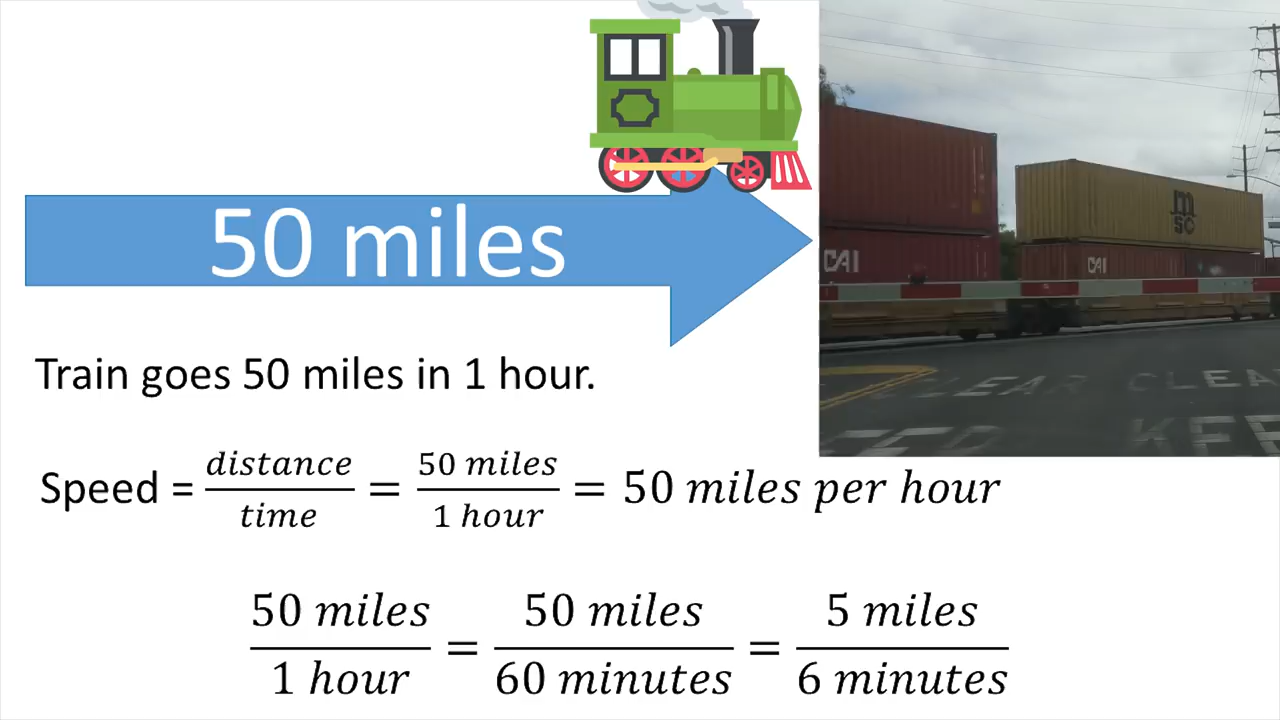 50 miles
m
sc
CAI
CAI
Train goes 50 miles in 1 hour.
Speed = distance/time = 50 miles/1 hour = 50 miles per hour
CLEAR CLEA
KEE
50 miles/1 hour = 50 miles/60 minutes = 5 miles/6 minutes